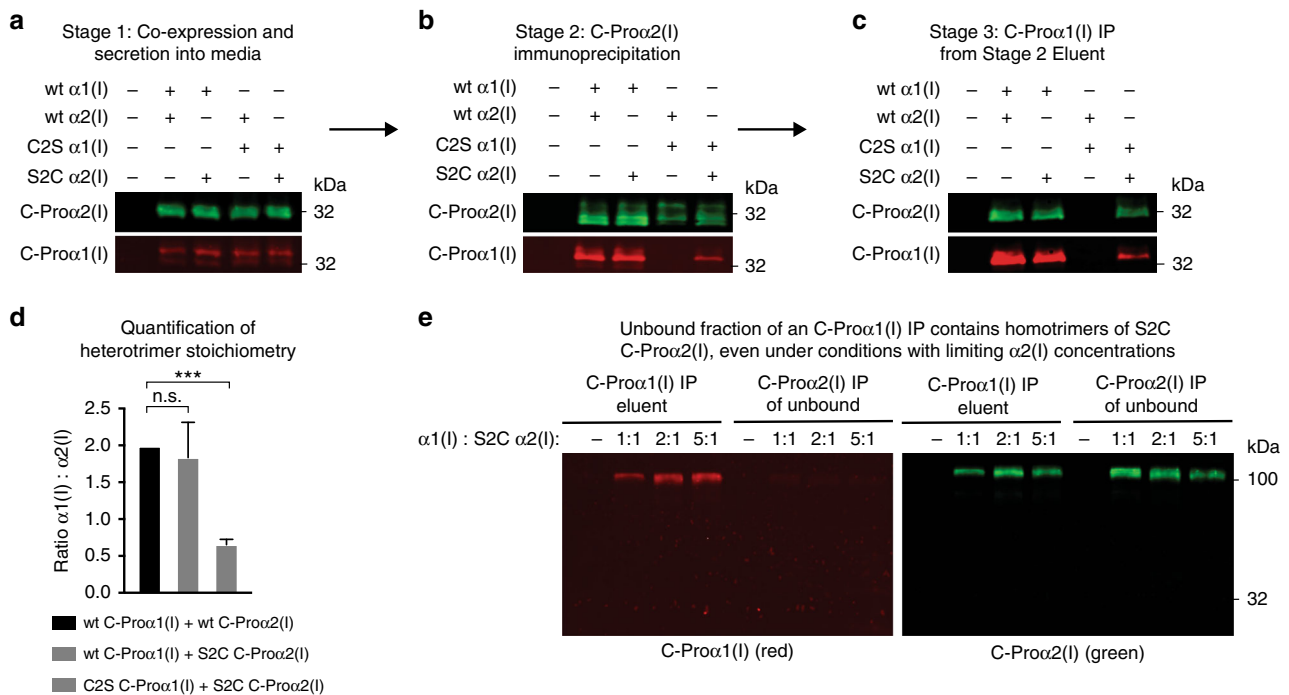 a
Stage 1: Co-expression and
secretion into media
wt α1(I) – + + – –
wt α2(I) – + – + –
C2S α1(I) – – – + +
S2C α2(I) – – + – +
kDa
C-Proα2(I)
32
C-Proα1(I)
32
b
Stage 2: C-Proα2(I)
immunoprecipitation
wt α1(I) – + + – –
wt α2(I) – + – + –
C2S α1(I) – – – + +
S2C α2(I) – – + – +
kDa
C-Proα2(I)
32
C-Proα1(I)
32
c
Stage 3: C-Proα1(I) IP
from Stage 2 Eluent
wt α1(I) – + + – –
wt α2(I) – + – + –
C2S α1(I) – – – + +
S2C α2(I) – – + – +
kDa
C-Proα2(I)
32
C-Proα1(I)
32
d
Quantification of
heterotrimer stoichiometry
***
n.s.
Ratio α1(I) : α2(I)
2.5
2.0
1.5
1.0
0.5
0.0
wt C-Proα1(I) + wt C-Proα2(I)
wt C-Proα1(I) + S2C C-Proα2(I)
C2S C-Proα1(I) + S2C C-Proα2(I)
e
Unbound fraction of an C-Proα1(I) IP contains homotrimers of S2C
C-Proα2(I), even under conditions with limiting α2(I) concentrations
C-Proα1(I) IP
eluent
C-Proα2(I) IP
of unbound
C-Proα1(I) IP
eluent
C-Proα2(I) IP
of unbound
α1(I) : S2C α2(I): – 1:1 2:1 5:1 – 1:1 2:1 5:1 – 1:1 2:1 5:1 – 1:1 2:1 5:1
kDa
100
32
C-Proα1(I) (red)
C-Proα2(I) (green)